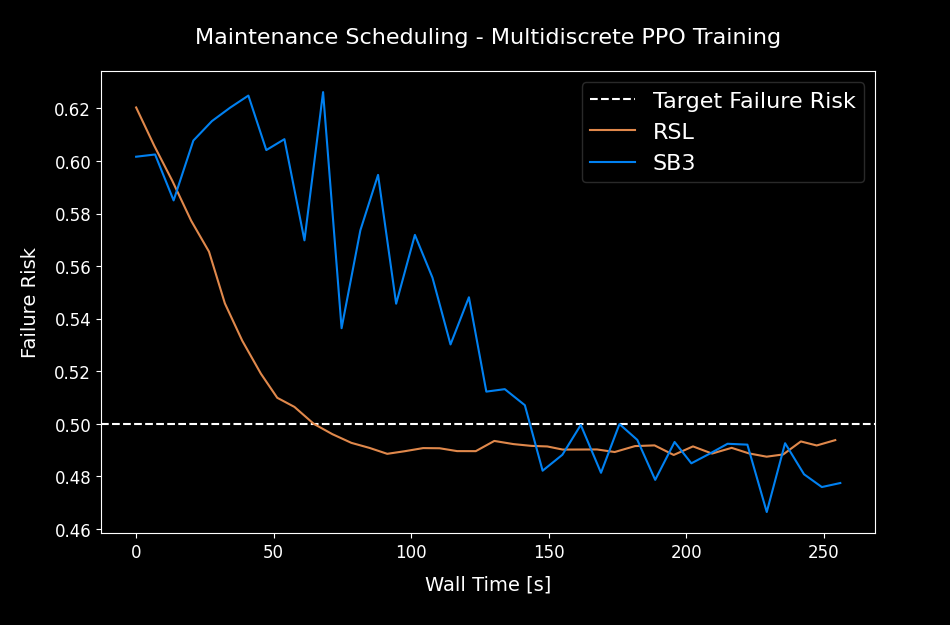 Maintenance Scheduling - Multidiscrete PPO Training
Target Failure Risk
RSL
SB3
0.62
0.60
0.58
0.56
0.54
0.52
0.50
0.48
0.46
Failure Risk
0 50 100 150 200 250
Wall Time [s]